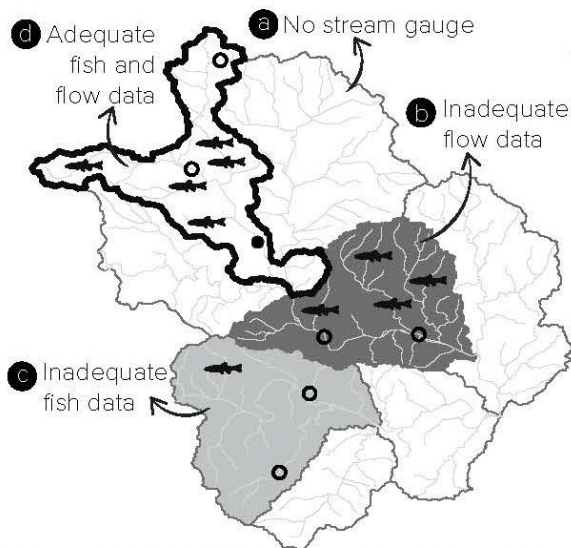 d Adequate
fish and
flow data
a No stream gauge
b Inadequate
flow data
c Inadequate
fish data